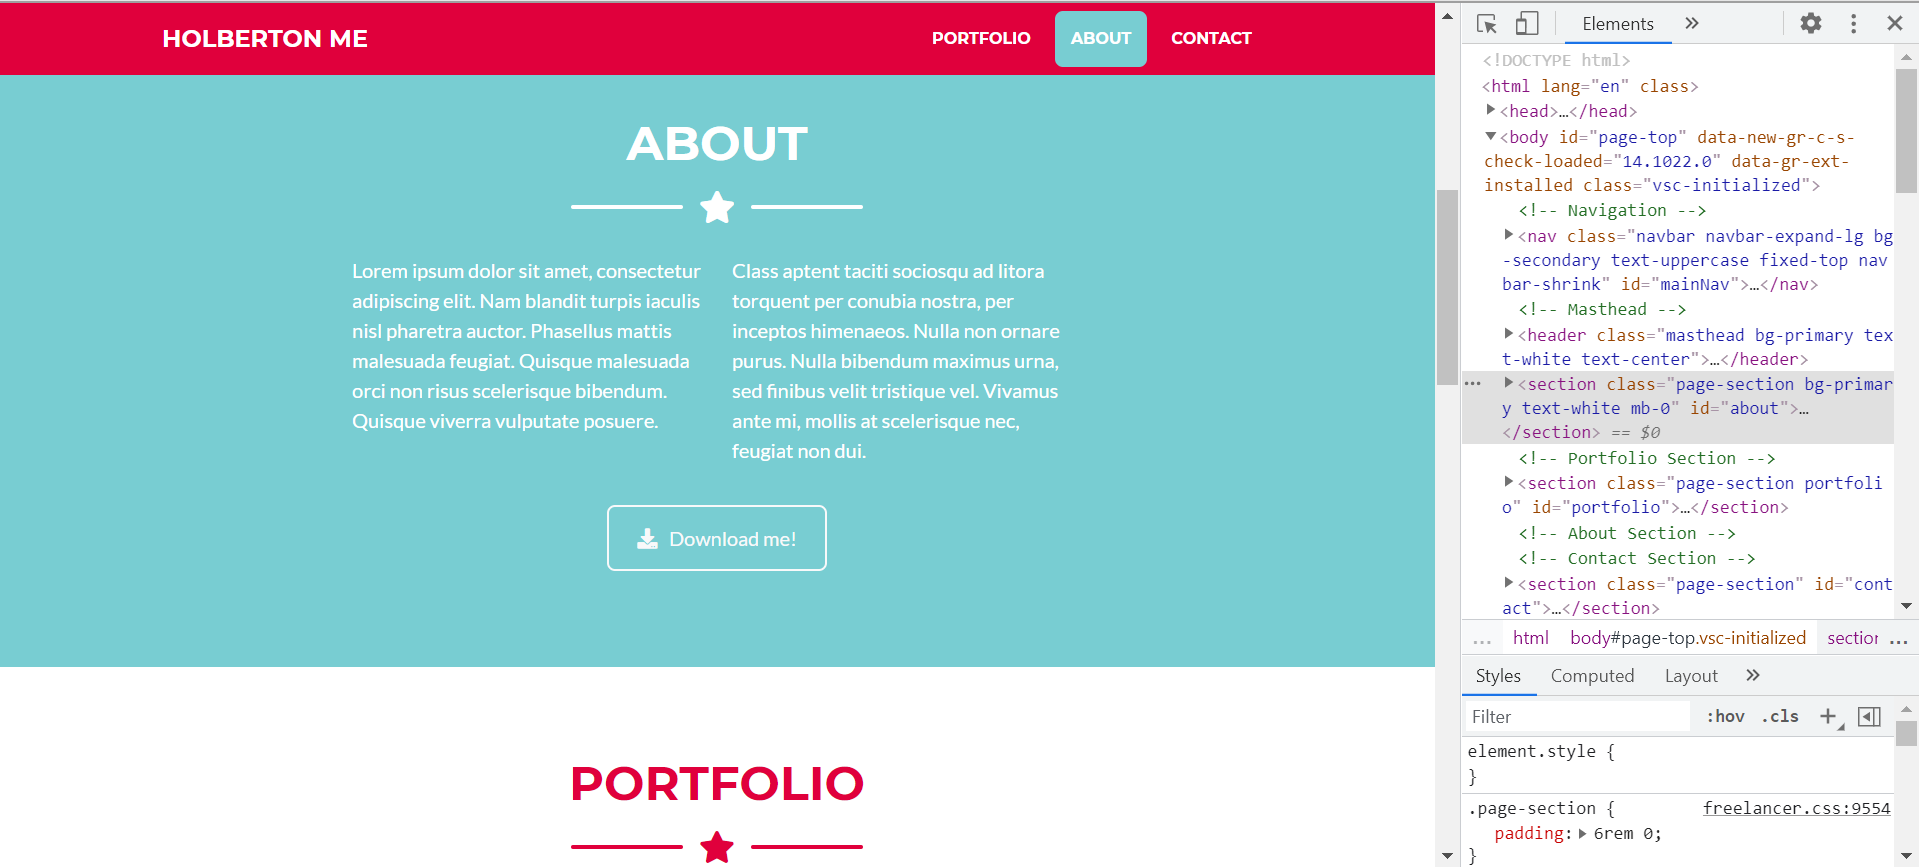 HOLBERTON ME
PORTFOLIO ABOUT CONTACT
ABOUT
Lorem ipsum dolor sit amet, consectetur
adipiscing elit. Nam blandit turpis iaculis
nisl pharetra auctor. Phasellus mattis
malesuada feugiat. Quisque malesuada
orci non risus scelerisque bibendum.
Quisque viverra vulputate posuere.
Class aptent taciti sociosqu ad litora
torquent per conubia nostra, per
inceptos himenaeos. Nulla non ornare
purus. Nulla bibendum maximus urna,
sed finibus velit tristique vel. Vivamus
ante mi, mollis at scelerisque nec,
feugiat non dui.
Download me!
PORTFOLIO
Elements »
<!DOCTYPE html>
<html lang="en" class>
<head>…</head>
<body id="page-top" data-new-gr-c-s-
check-loaded="14.1022.0" data-gr-ext-
installed class="vsc-initialized">
<!-- Navigation -->
<nav class="navbar navbar-expand-lg bg
-secondary text-uppercase fixed-top nav
bar-shrink" id="mainNav">…</nav>
<!-- Masthead -->
<header class="masthead bg-primary tex
t-white text-center">…</header>
<section class="page-section bg-primar
y text-white mb-0" id="about">…
</section> == $0
<!-- Portfolio Section -->
<section class="page-section portfoli
o" id="portfolio">…</section>
<!-- About Section -->
<!-- Contact Section -->
<section class="page-section" id="cont
act">…</section>
... html body#page-top.vsc-initialized section ...
Styles Computed Layout »
Filter :hov .cls +
element.style {
}
.page-section { freelancer.css:9554
padding: 6rem 0;
}